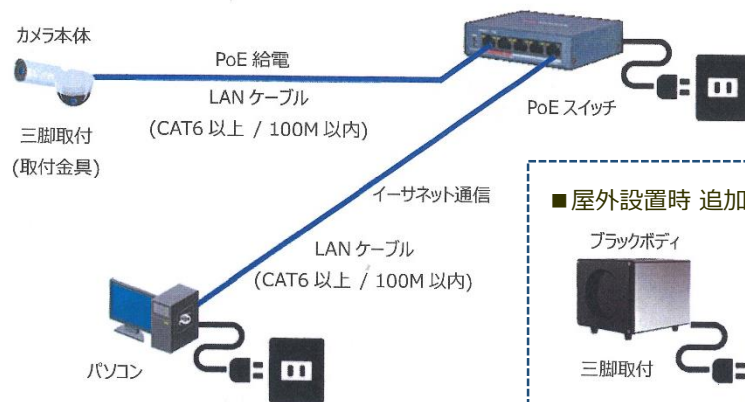 カメラ本体
PoE 給電
LAN ケーブル
(CAT6 以上 / 100M 以内)
三脚取付
(取付金具)
PoE スイッチ
イーサネット通信
LAN ケーブル
(CAT6 以上 / 100M 以内)
パソコン
■屋外設置時 追加
ブラックボディ
三脚取付